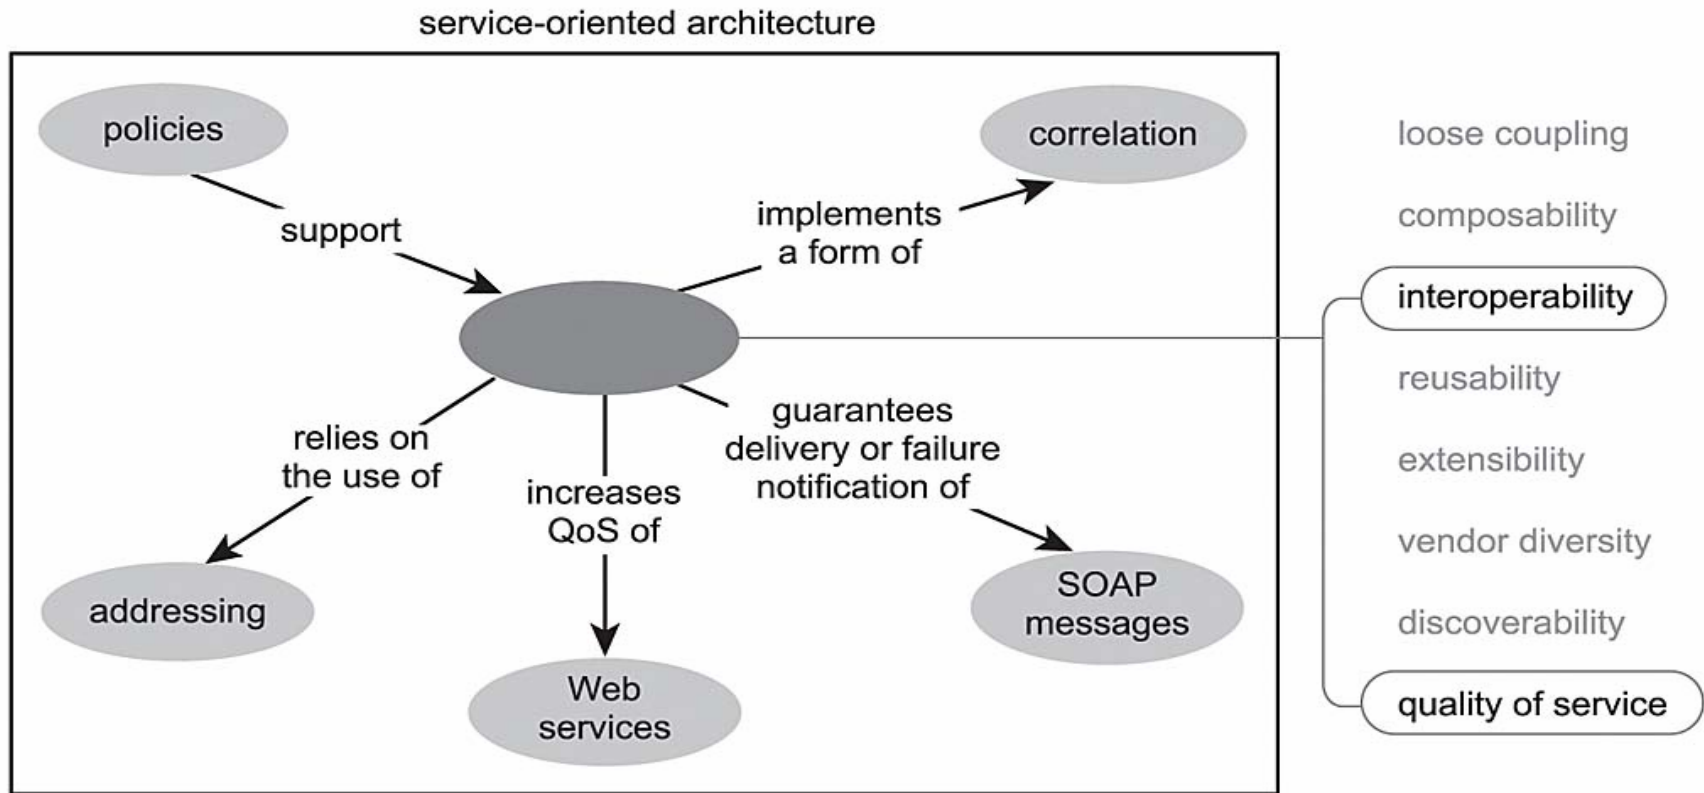 service-oriented architecture
policies
correlation
support
implements
a form of
relies on
the use of
increases
QoS of
guarantees
delivery or failure
notification of
addressing
Web
services
SOAP
messages
loose coupling
composability
interoperability
reusability
extensibility
vendor diversity
discoverability
quality of service